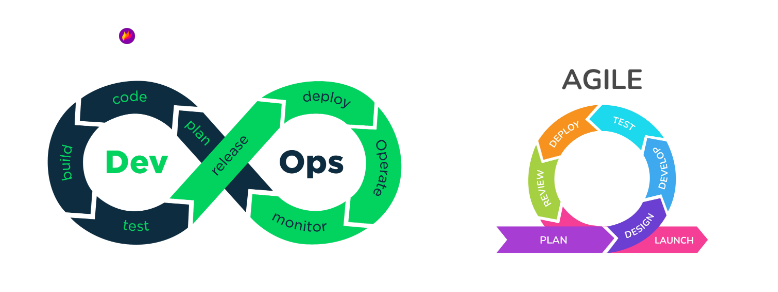 code
plan
build
Dev
test
release
deploy
Ops
Operate
monitor
AGILE
DEPLOY
TEST
DEVELOP
REVIEW
DESIGN
PLAN
LAUNCH